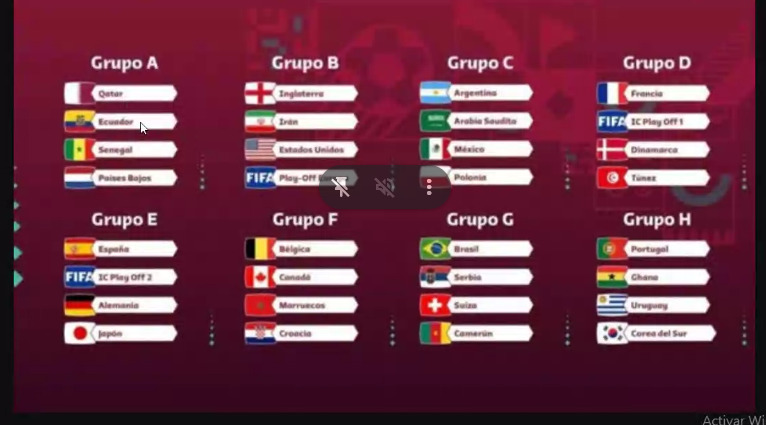 Grupo A
Qatar
Ecuador
Senegal
Países Bajos
Grupo B
Inglaterra
Irán
Estados Unidos
FIFA Play-Off
Grupo C
Argentina
Arabia Saudita
México
Polonia
Grupo D
Francia
FIFA IC Play Off 1
Dinamarca
Túnez
Grupo E
España
FIFA IC Play Off 2
Alemania
Japón
Grupo F
Bélgica
Canadá
Marruecos
Croacia
Grupo G
Brasil
Serbia
Suiza
Camerún
Grupo H
Portugal
Ghana
Uruguay
Corea del Sur
Activar Wi